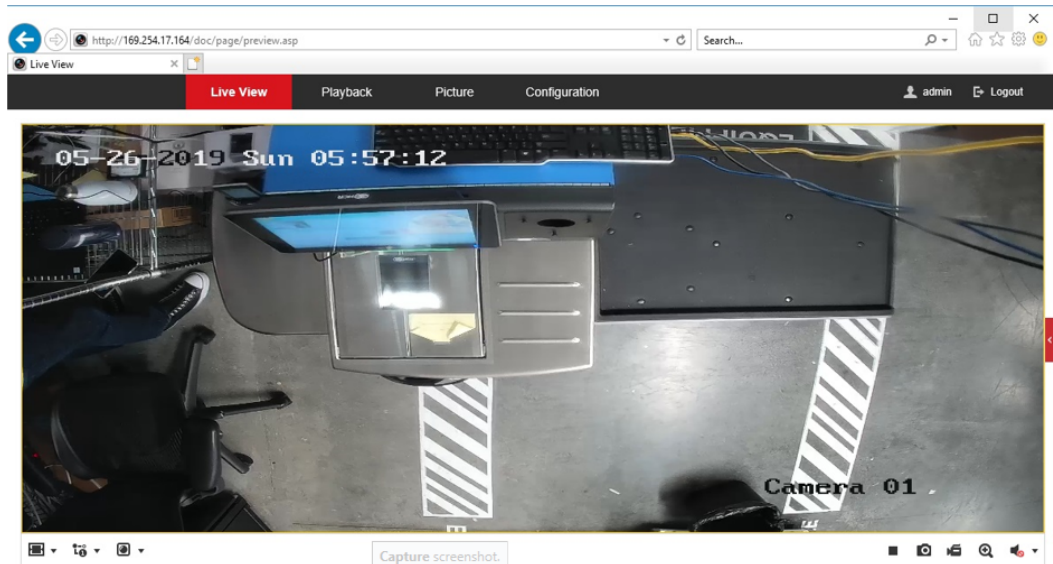 http://169.254.17.164/doc/page/preview.asp
Search...
Live View
Live View Playback Picture Configuration admin Logout
05-26-2019 Sun 05:57:12
Camera 01
Capture screenshot.